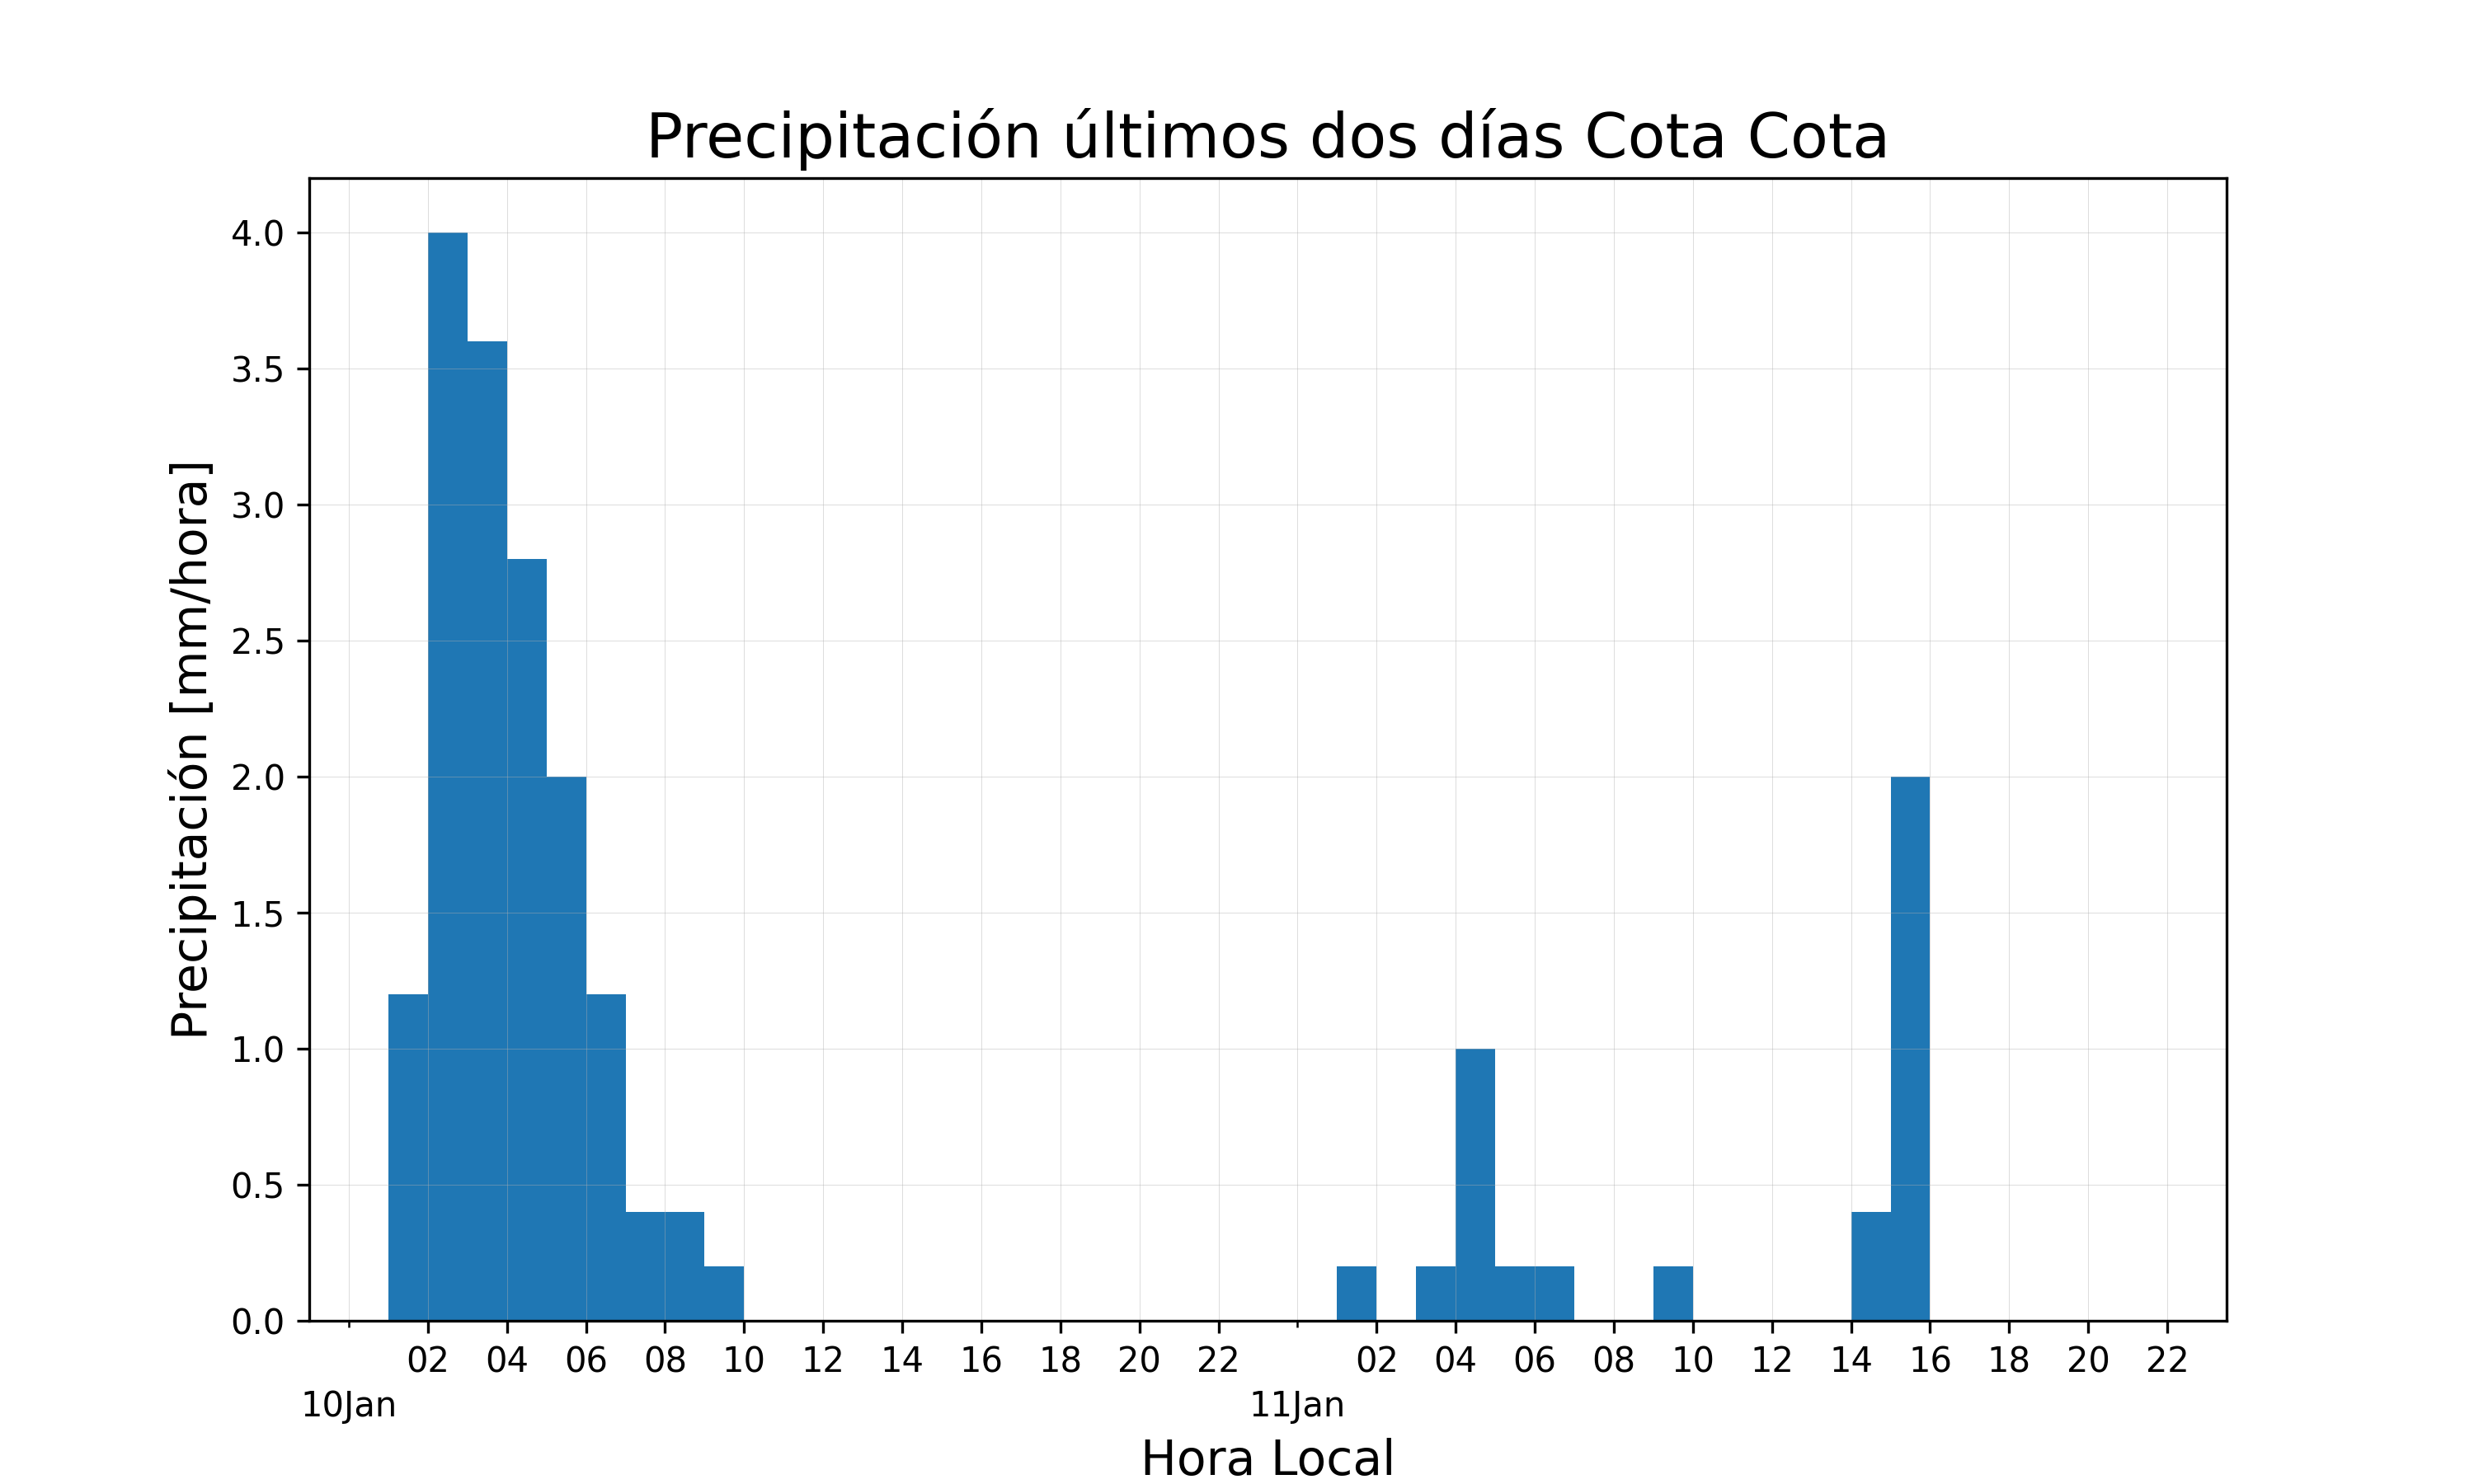 Precipitación últimos dos días Cota Cota
Precipitación [mm/hora]
4.0
3.5
3.0
2.5
2.0
1.5
1.0
0.5
0.0
02 04 06 08 10 12 14 16 18 20 22 02 04 06 08 10 12 14 16 18 20 22
10Jan 11Jan
Hora Local